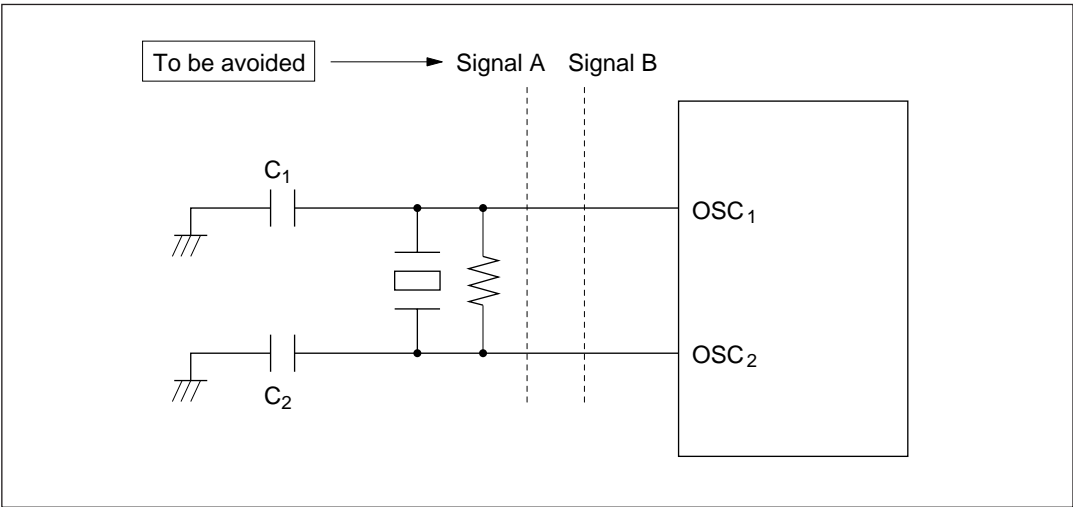 To be avoided Signal A Signal B
C1
OSC1
OSC2
C2